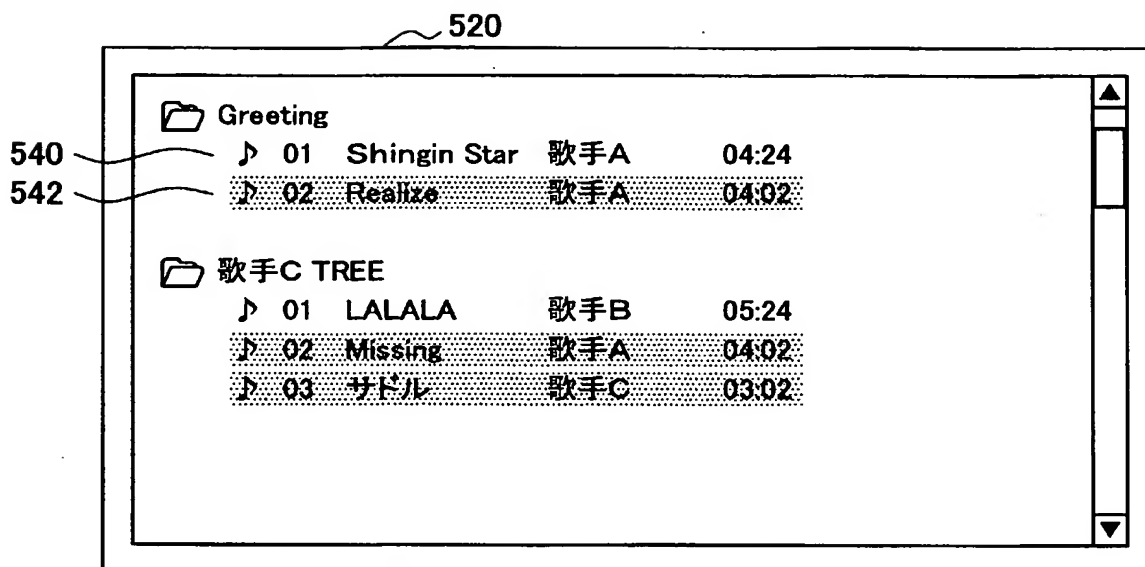 520
Greeting
540 ♪ 01 Shingin Star 歌手A 04:24
542 ♪ 02 Realize 歌手A 04:02
歌手C TREE
♪ 01 LALALA 歌手B 05:24
♪ 02 Missing 歌手A 04:02
♪ 03 サドル 歌手C 03:02